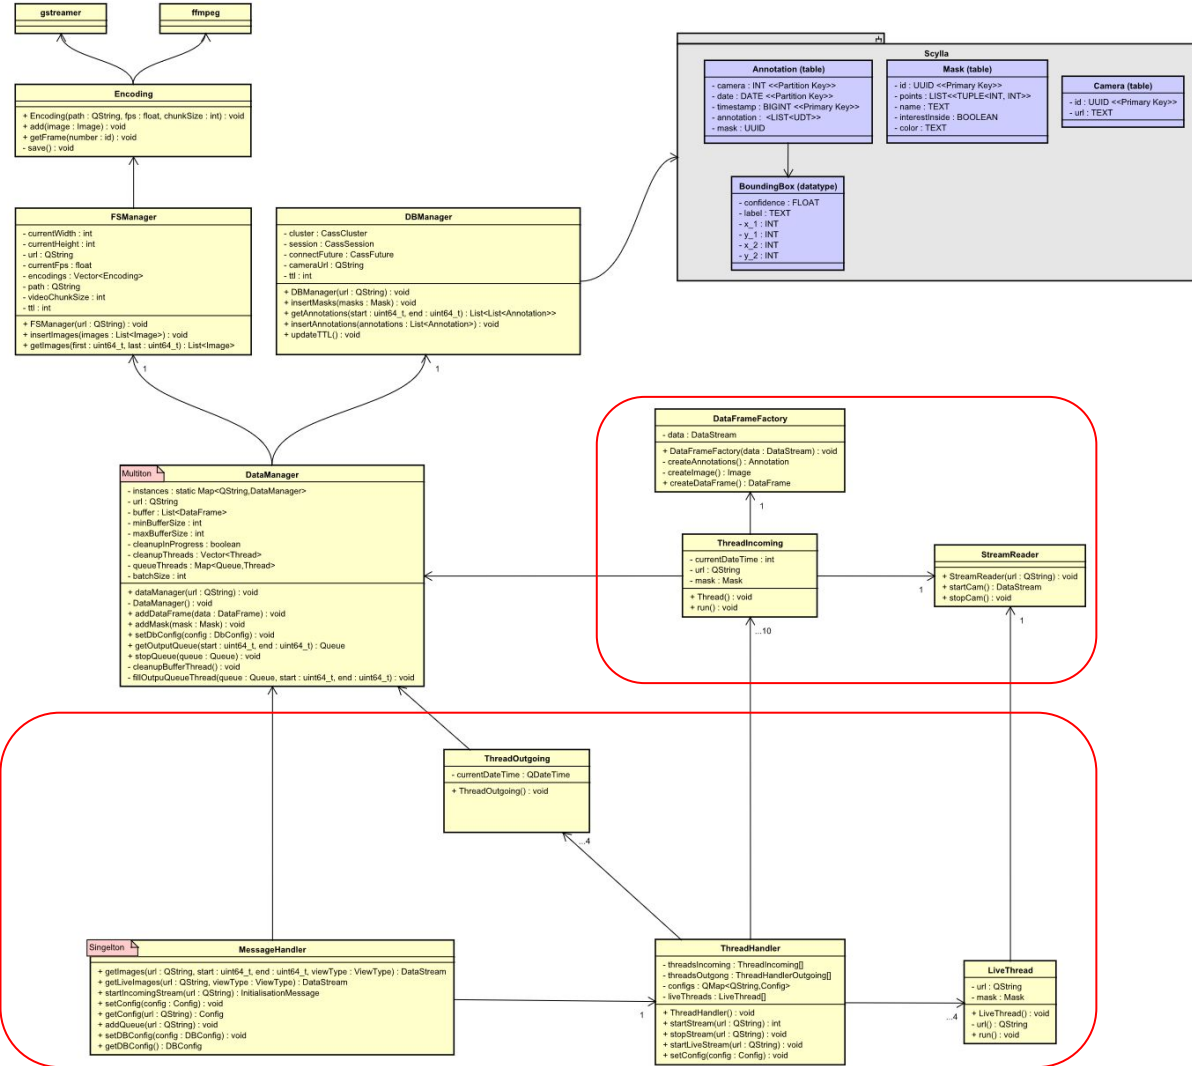 gstreamer
ffmpeg
Encoding
+ Encoding(path : QString, fps : float, chunkSize : int) : void
+ add(image : Image) : void
+ getFrame(number : id) : void
- save() : void
Scylla
Annotation (table)
- camera : INT <<Partition Key>>
- date : DATE <<Partition Key>>
- timestamp : BIGINT <<Primary Key>>
- annotation :  <LIST<UDT>>
- mask : UUID
Mask (table)
- id : UUID <<Primary Key>>
- points : LIST<<TUPLE<INT, INT>>
- name : TEXT
- interestInside : BOOLEAN
- color : TEXT
Camera (table)
- id : UUID <<Primary Key>>
- url : TEXT
BoundingBox (datatype)
- confidence : FLOAT
- label : TEXT
- x_1 : INT
- y_1 : INT
- x_2 : INT
- y_2 : INT
FSManager
- currentWidth : int
- currentHeight : int
- url : QString
- currentFps : float
- encodings : Vector<Encoding>
- path : QString
- videoChunkSize : int
- ttl : int
+ FSManager(url : QString) : void
+ insertImages(images : List<Image>) : void
+ getImages(first : uint64_t, last : uint64_t) : List<Image>
DBManager
- cluster : CassCluster
- session : CassSession
- connectFuture : CassFuture
- cameraUrl : QString
- ttl : int
+ DBManager(url : QString) : void
+ insertMasks(masks : Mask) : void
+ getAnnotations(start : uint64_t, end : uint64_t) : List<List<Annotation>>
+ insertAnnotations(annotations : List<Annotation>) : void
+ updateTTL() : void
1
1
Multiton
DataManager
- instances : static Map<QString,DataManager>
- url : QString
- buffer : List<DataFrame>
- minBufferSize : int
- maxBufferSize : int
- cleanupInProgress : boolean
- cleanupThreads : Vector<Thread>
- queueThreads : Map<Queue,Thread>
- batchSize : int
+ dataManager(url : QString) : void
- DataManager() : void
+ addDataFrame(data : DataFrame) : void
+ addMask(mask : Mask) : void
+ setDbConfig(config : DbConfig) : void
+ getOutputQueue(start : uint64_t, end : uint64_t) : Queue
+ stopQueue(queue : Queue) : void
- cleanupBufferThread() : void
- fillOutpuQueueThread(queue : Queue, start : uint64_t, end : uint64_t) : void
DataFrameFactory
- data : DataStream
+ DataFrameFactory(data : DataStream) : void
- createAnnotations() : Annotation
- createImage() : Image
+ createDataFrame() : DataFrame
1
ThreadIncoming
- currentDateTime : int
- url : QString
- mask : Mask
+ Thread() : void
+ run() : void
...10
StreamReader
+ StreamReader(url : QString) : void
+ startCam() : DataStream
+ stopCam() : void
1
1
ThreadOutgoing
- currentDateTime : QDateTime
+ ThreadOutgoing() : void
...4
Singelton
MessageHandler
+ getImages(url : QString, start : uint64_t, end : uint64_t, viewType : ViewType) : DataStream
+ getLiveImages(url : QString, viewType : ViewType) : DataStream
+ startIncomingStream(url : QString) : InitialisationMessage
+ setConfig(config : Config) : void
+ getConfig(url : QString) : Config
+ addQueue(url : QString) : void
+ setDBConfig(config : DBConfig) : void
+ getDBConfig() : DBConfig
1
ThreadHandler
- threadsIncoming : ThreadIncoming[]
- threadsOutgong : ThreadHandlerOutgoing[]
- configs : QMap<QString,Config>
- liveThreads : LiveThread[]
+ ThreadHandler() : void
+ startStream(url : QString) : int
+ stopStream(url : QString) : void
+ startLiveStream(url : QString) : void
+ setConfig(config : Config) : void
...4
LiveThread
- url : QString
- mask : Mask
+ LiveThread() : void
- url() : QString
+ run() : void